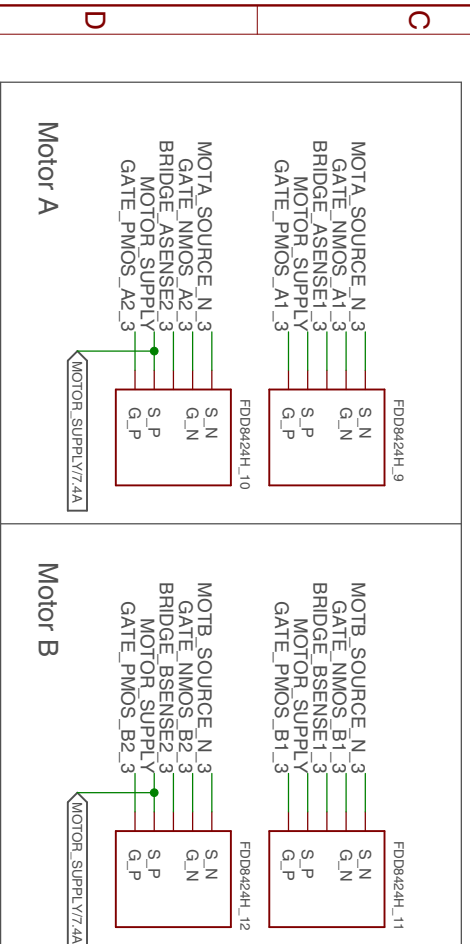 D
C
Motor A
MOTA_SOURCE_N_3
GATE_NMOS_A1_3
BRIDGE_ASENSE1_3
MOTOR_SUPPLY
GATE_PMOS_A1_3
S_N
G_N
S_P
G_P
FDD8424H_9
MOTA_SOURCE_N_3
GATE_NMOS_A2_3
BRIDGE_ASENSE2_3
MOTOR_SUPPLY
GATE_PMOS_A2_3
S_N
G_N
S_P
G_P
FDD8424H_10
MOTOR_SUPPLY/7.4A
Motor B
MOTB_SOURCE_N_3
GATE_NMOS_B1_3
BRIDGE_BSENSE1_3
MOTOR_SUPPLY
GATE_PMOS_B1_3
S_N
G_N
S_P
G_P
FDD8424H_11
MOTB_SOURCE_N_3
GATE_NMOS_B2_3
BRIDGE_BSENSE2_3
MOTOR_SUPPLY
GATE_PMOS_B2_3
S_N
G_N
S_P
G_P
FDD8424H_12
MOTOR_SUPPLY/7.4A